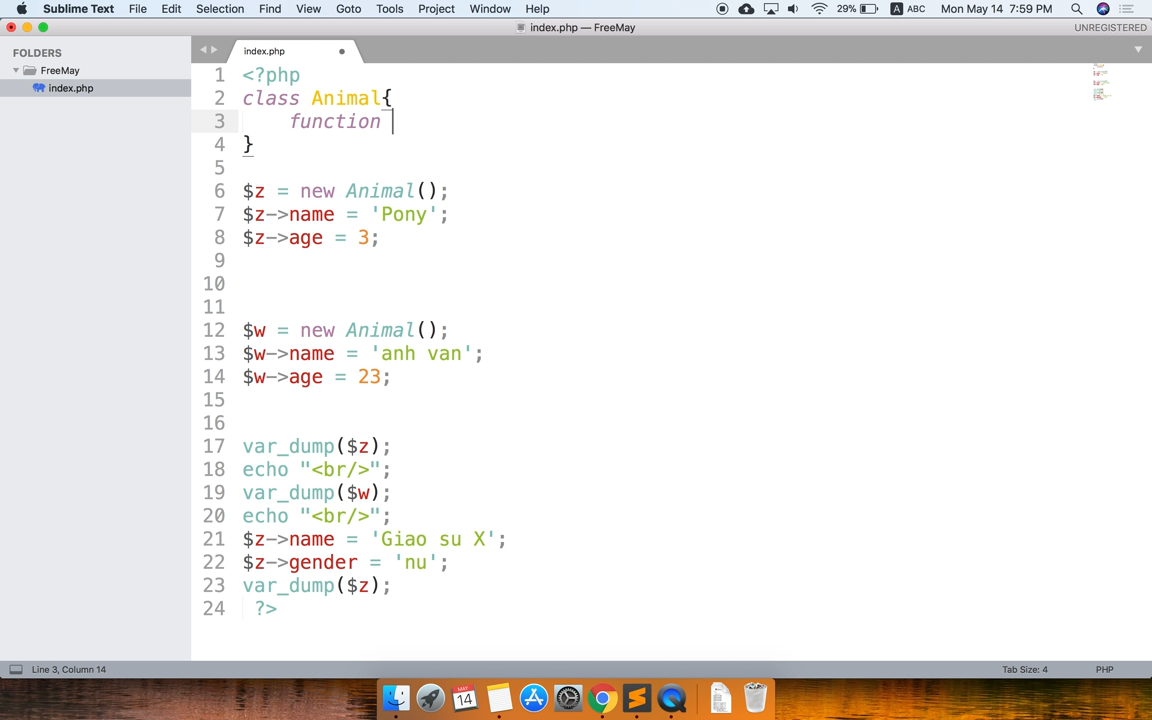 Sublime Text File Edit Selection Find View Goto Tools Project Window Help 29% A ABC Mon May 14 7:59 PM
index.php — FreeMay UNREGISTERED
FOLDERS
FreeMay
index.php
index.php
1 <?php
2 class Animal{
3 function
4 }
5
6 $z = new Animal();
7 $z->name = 'Pony';
8 $z->age = 3;
9
10
11
12 $w = new Animal();
13 $w->name = 'anh van';
14 $w->age = 23;
15
16
17 var_dump($z);
18 echo "<br/>";
19 var_dump($w);
20 echo "<br/>";
21 $z->name = 'Giao su X';
22 $z->gender = 'nu';
23 var_dump($z);
24 ?>
Line 3, Column 14 Tab Size: 4 PHP
MAY
14